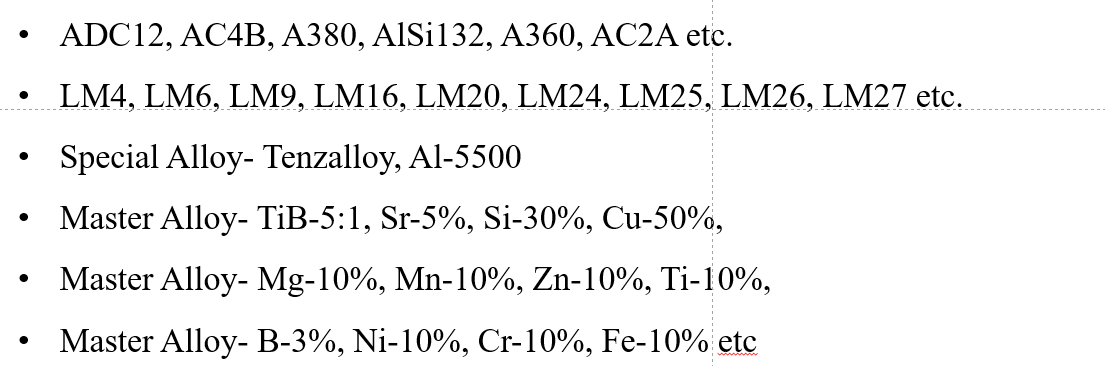 • ADC12, AC4B, A380, AlSi132, A360, AC2A etc.
• LM4, LM6, LM9, LM16, LM20, LM24, LM25, LM26, LM27 etc.
• Special Alloy- Tenzalloy, Al-5500
• Master Alloy- TiB-5:1, Sr-5%, Si-30%, Cu-50%,
• Master Alloy- Mg-10%, Mn-10%, Zn-10%, Ti-10%,
• Master Alloy- B-3%, Ni-10%, Cr-10%, Fe-10% etc